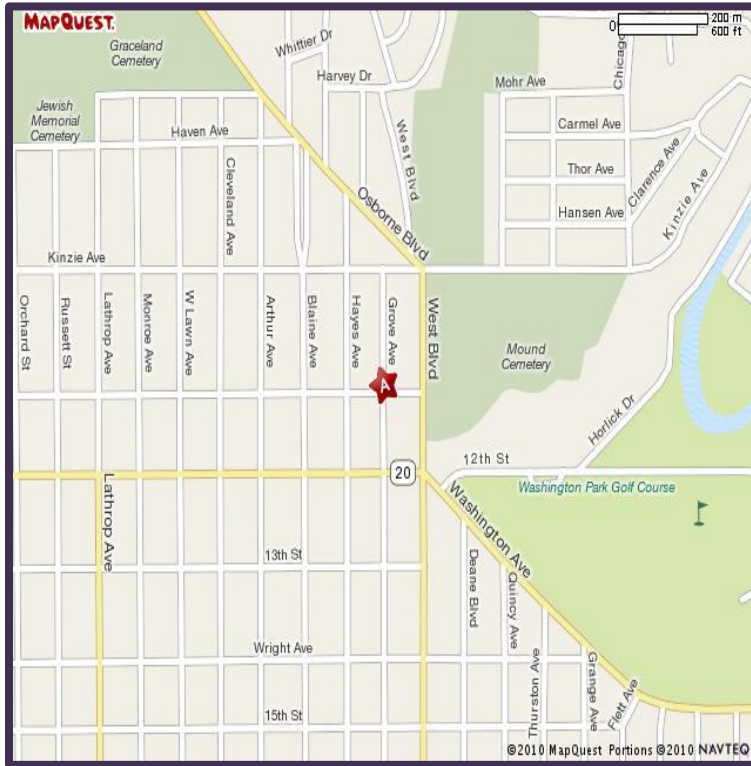 MAPQUEST.
0
200 m
600 ft
Graceland
Cemetery
Whittier Dr
Harvey Dr
Chicago
Mohr Ave
Jewish
Memorial
Cemetery
Haven Ave
West Blvd
Carmel Ave
Clarence Ave
Cleveland Ave
Thor Ave
Osborne Blvd
Hansen Ave
Kinzie Ave
Kinzie Ave
Orchard St
Russett St
Lathrop Ave
Monroe Ave
W Lawn Ave
Arthur Ave
Blaine Ave
Hayes Ave
Grove Ave
West Blvd
Mound
Cemetery
A
Horlick Dr
12th St
20
Washington Park Golf Course
Lathrop Ave
Washington Ave
13th St
Deane Blvd
Quincy Ave
Wright Ave
Thurston Ave
Grange Ave
Flett Ave
15th St
©2010 MapQuest Portions ©2010 NAVTEQ